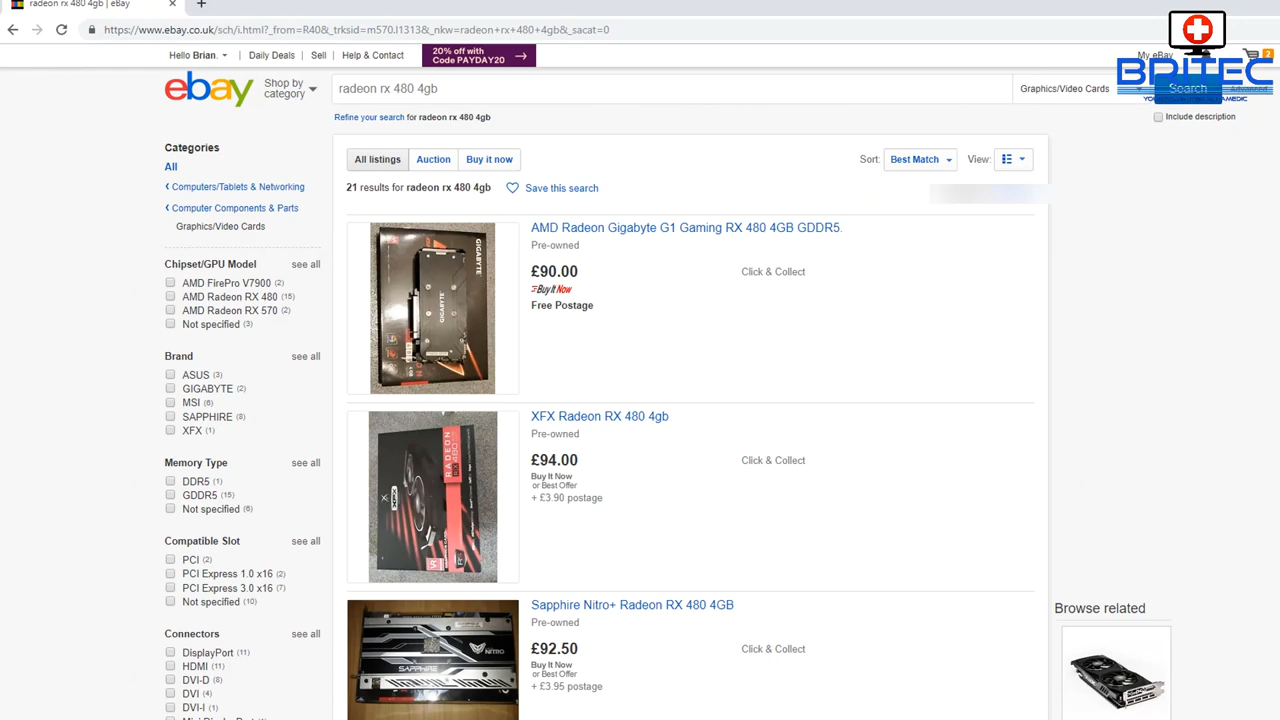 radeon rx 480 4gb | eBay
https://www.ebay.co.uk/sch/i.html?_from=R40&_trksid=m570.l1313&_nkw=radeon+rx+480+4gb&_sacat=0
Hello Brian.
Daily Deals
Sell
Help & Contact
20% off with
Code PAYDAY20
My eBay
2
BRITEC
ebay
Shop by
category
radeon rx 480 4gb
Graphics/Video Cards
Search
Advanced
Refine your search for radeon rx 480 4gb
Include description
Categories
All
Computers/Tablets & Networking
Computer Components & Parts
Graphics/Video Cards
Chipset/GPU Model see all
AMD FirePro V7900 (2)
AMD Radeon RX 480 (15)
AMD Radeon RX 570 (2)
Not specified (3)
Brand see all
ASUS (3)
GIGABYTE (2)
MSI (6)
SAPPHIRE (8)
XFX (1)
Memory Type see all
DDR5 (1)
GDDR5 (15)
Not specified (6)
Compatible Slot see all
PCI (2)
PCI Express 1.0 x16 (2)
PCI Express 3.0 x16 (7)
Not specified (10)
Connectors see all
DisplayPort (11)
HDMI (11)
DVI-D (8)
DVI (4)
DVI-I (1)
All listings
Auction
Buy it now
Sort: Best Match
View:
21 results for radeon rx 480 4gb
Save this search
GIGABYTE
GIGABYTE
AMD Radeon Gigabyte G1 Gaming RX 480 4GB GDDR5.
Pre-owned
£90.00
Click & Collect
Buy It Now
Free Postage
XFX
RADEON
RX 480
XFX Radeon RX 480 4gb
Pre-owned
£94.00
Click & Collect
Buy It Now
or Best Offer
+ £3.90 postage
SAPPHIRE
NITRO
Sapphire Nitro+ Radeon RX 480 4GB
Pre-owned
£92.50
Click & Collect
Buy It Now
or Best Offer
+ £3.95 postage
Browse related